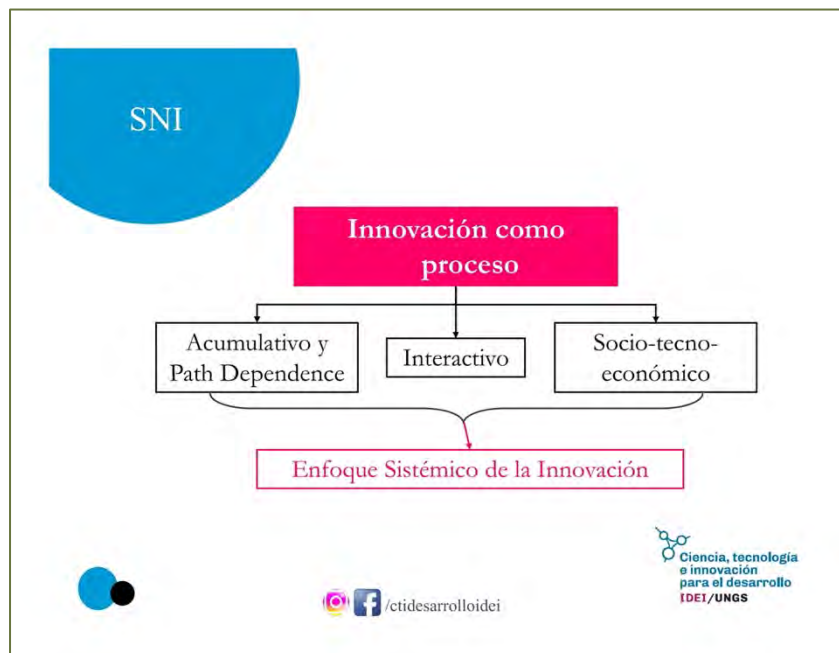 SNI
Innovación como
proceso
Acumulativo y
Path Dependence
Interactivo
Socio-tecno-
económico
Enfoque Sistémico de la Innovación
/ctidesarrolloidei
Ciencia, tecnología
e innovación
para el desarrollo
IDEI/UNGS